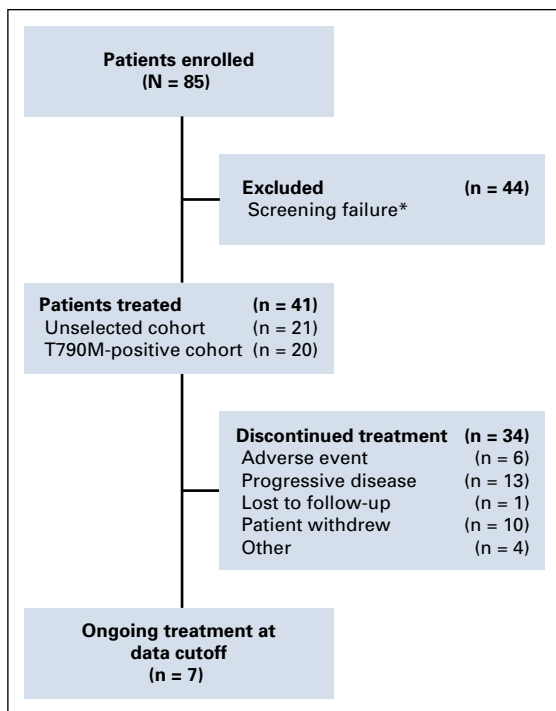 Patients enrolled
(N = 85)
Excluded (n = 44)
Screening failure*
Patients treated (n = 41)
Unselected cohort (n = 21)
T790M-positive cohort (n = 20)
Discontinued treatment (n = 34)
Adverse event (n = 6)
Progressive disease (n = 13)
Lost to follow-up (n = 1)
Patient withdrew (n = 10)
Other (n = 4)
Ongoing treatment at
data cutoff
(n = 7)